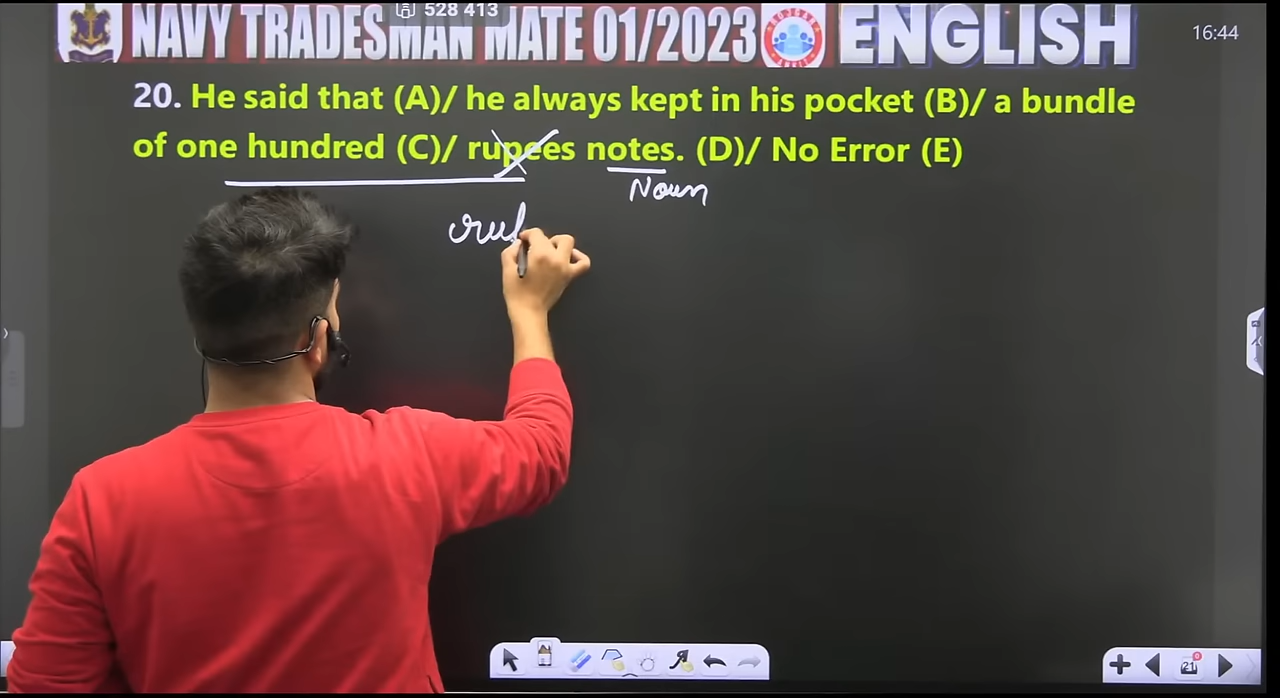 528 413
NAVY TRADESMAN MATE 01/2023 ENGLISH
16:44
20. He said that (A)/ he always kept in his pocket (B)/ a bundle
of one hundred (C)/ rupees notes. (D)/ No Error (E)
Noun
21